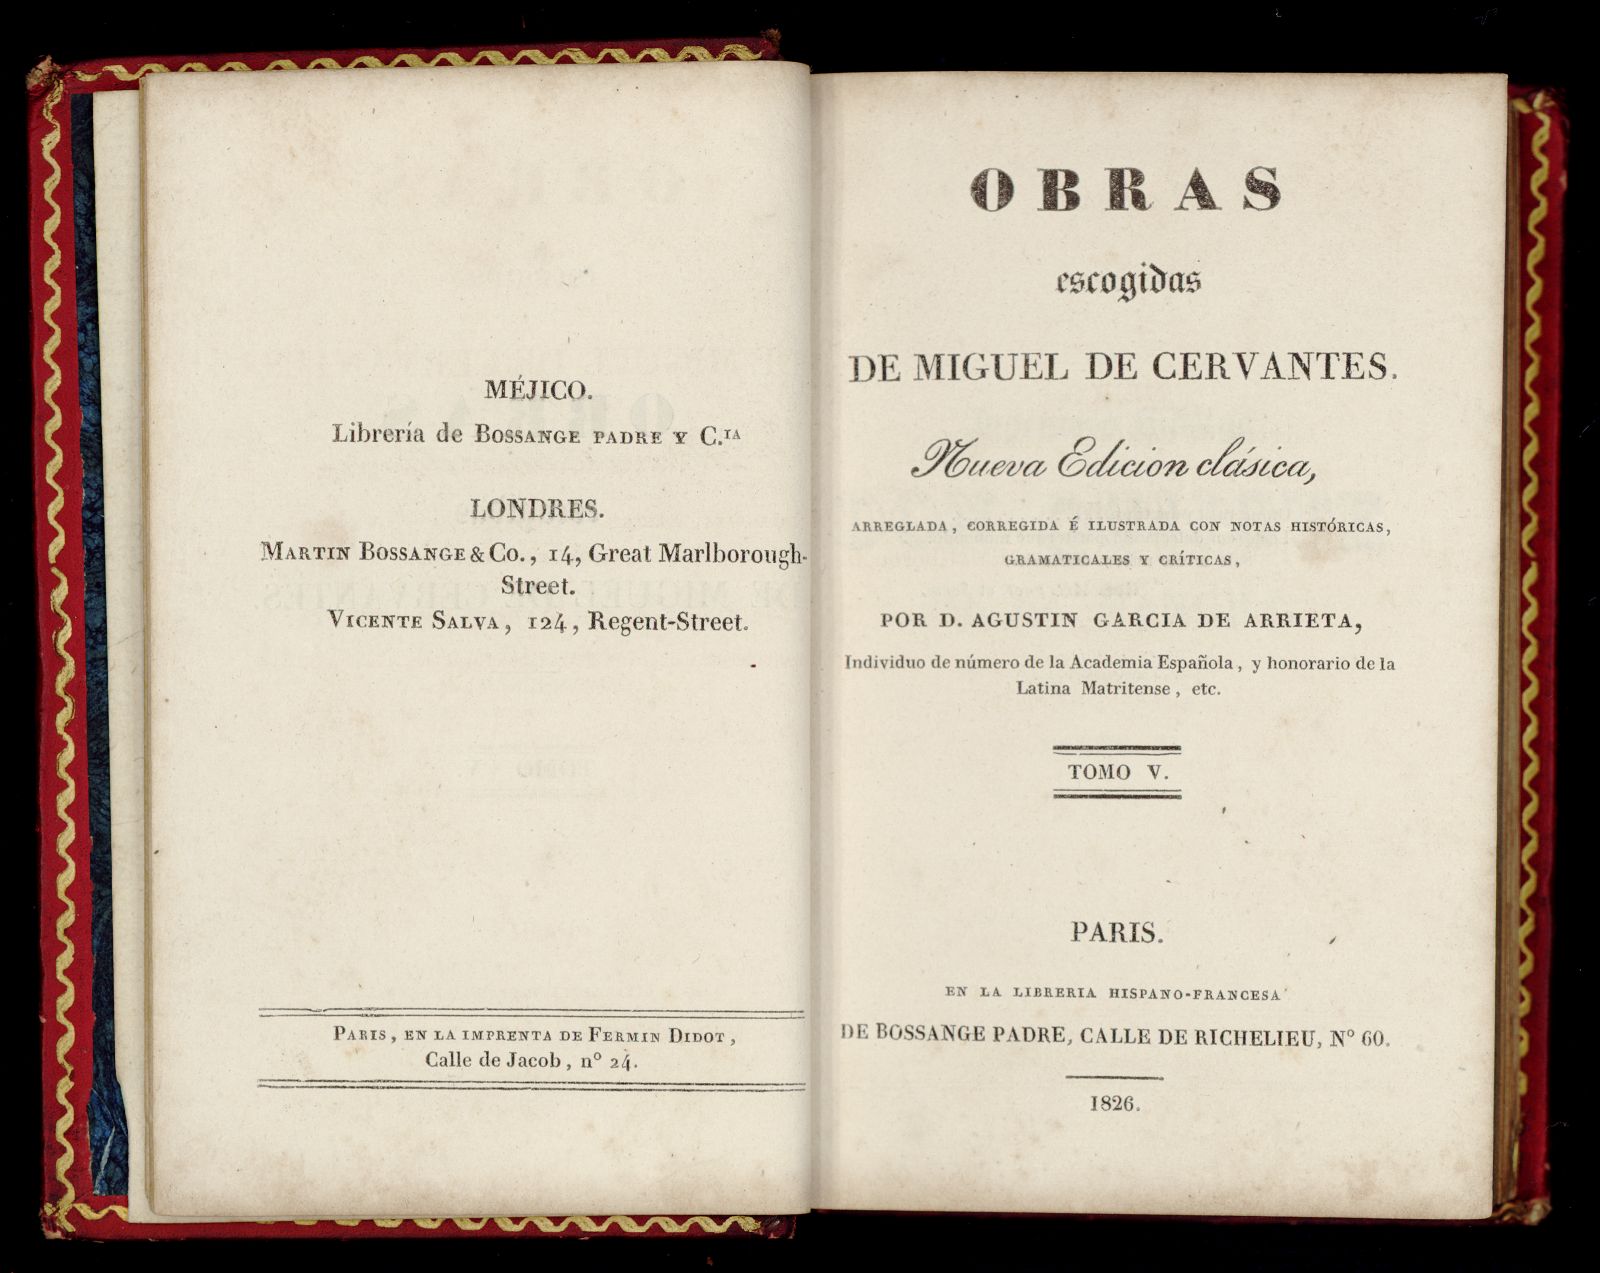 MÉJICO.
Librería de BOSSANGE PADRE Y C.IA
LONDRES.
MARTIN BOSSANGE & Co., 14, Great Marlborough-
Street.
VICENTE SALVA, 124, Regent-Street.
PARIS, EN LA IMPRENTA DE FERMIN DIDOT,
Calle de Jacob, nº 24.
OBRAS
escogidas
DE MIGUEL DE CERVANTES.
Nueva Edicion clásica,
ARREGLADA, CORREGIDA É ILUSTRADA CON NOTAS HISTÓRICAS,
GRAMATICALES Y CRÍTICAS,
POR D. AGUSTIN GARCIA DE ARRIETA,
Individuo de número de la Academia Española, y honorario de la
Latina Matritense, etc.
TOMO V.
PARIS.
EN LA LIBRERIA HISPANO-FRANCESA
DE BOSSANGE PADRE, CALLE DE RICHELIEU, Nº 60.
1826.